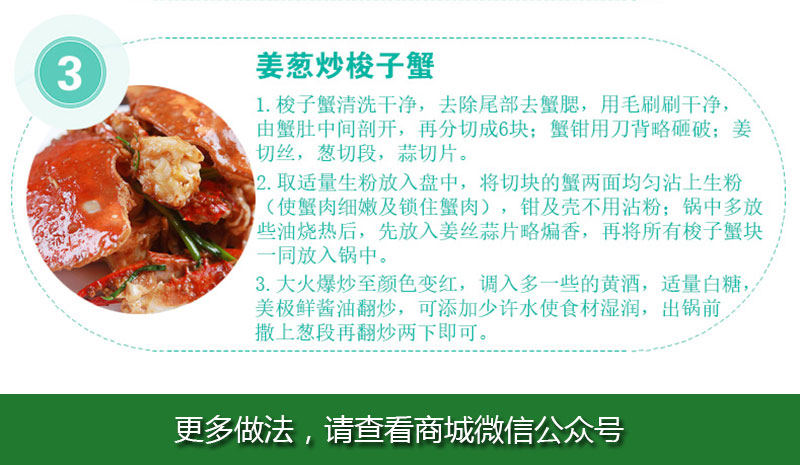 3
姜葱炒梭子蟹
1.梭子蟹清洗干净，去除尾部去蟹腮，用毛刷刷干净，
由蟹肚中间剖开，再分切成6块；蟹钳用刀背略砸破；姜
切丝，葱切段，蒜切片。
2.取适量生粉放入盘中，将切块的蟹两面均匀沾上生粉
（使蟹肉细嫩及锁住蟹肉），钳及壳不用沾粉；锅中多放
些油烧热后，先放入姜丝蒜片略煸香，再将所有梭子蟹块
一同放入锅中。
3.大火爆炒至颜色变红，调入多一些的黄酒，适量白糖，
美极鲜酱油翻炒，可添加少许水使食材湿润，出锅前
撒上葱段再翻炒两下即可。
更多做法，请查看商城微信公众号